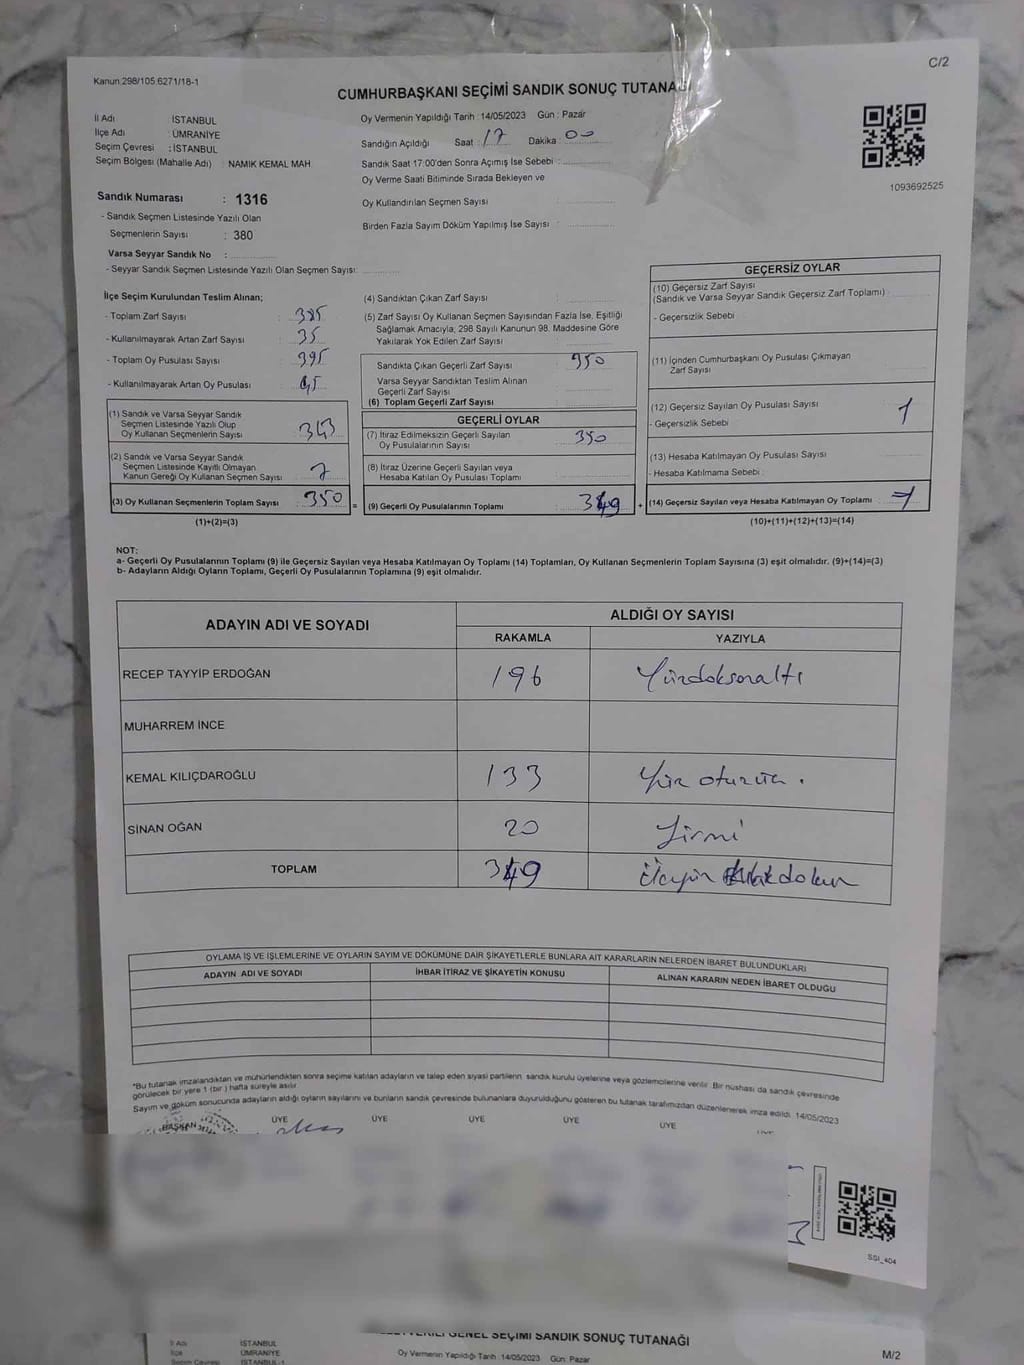 Kanun.298/105.6271/18-1
C/2
CUMHURBAŞKANI SEÇİMİ SANDIK SONUÇ TUTANAĞI
İl Adı İSTANBUL
İlçe Adı : ÜMRANİYE
Seçim Çevresi : İSTANBUL
Seçim Bölgesi (Mahalle Adı) : NAMIK KEMAL MAH
Sandık Numarası : 1316
- Sandık Seçmen Listesinde Yazılı Olan
Seçmenlerin Sayısı : 380
Varsa Seyyar Sandık No :
- Seyyar Sandık Seçmen Listesinde Yazılı Olan Seçmen Sayısı:
Oy Vermenin Yapıldığı Tarih : 14/05/2023 Gün : Pazar
Sandığın Açıldığı Saat : 17 Dakika : 00
Sandık Saat 17:00'den Sonra Açımış İse Sebebi :
Oy Verme Saati Bitiminde Sırada Bekleyen ve
Oy Kullandırılan Seçmen Sayısı :
Birden Fazla Sayım Döküm Yapılmış İse Sayısı :
1093692525
İlçe Seçim Kurulundan Teslim Alınan;
- Toplam Zarf Sayısı : 385
- Kullanılmayarak Artan Zarf Sayısı : 35
- Toplam Oy Pusulası Sayısı : 395
- Kullanılmayarak Artan Oy Pusulası : 45
(1) Sandık ve Varsa Seyyar Sandık
Seçmen Listesinde Yazılı Olup
Oy Kullanan Seçmenlerin Sayısı : 343
(2) Sandık ve Varsa Seyyar Sandık
Seçmen Listesinde Kayıtlı Olmayan
Kanun Gereği Oy Kullanan Seçmen Sayısı : 7
(3) Oy Kullanan Seçmenlerin Toplam Sayısı : 350
(1)+(2)=(3)
(4) Sandıktan Çıkan Zarf Sayısı :
(5) Zarf Sayısı Oy Kullanan Seçmen Sayısından Fazla İse, Eşitliği
Sağlamak Amacıyla, 298 Sayılı Kanunun 98. Maddesine Göre
Yakılarak Yok Edilen Zarf Sayısı :
Sandıkta Çıkan Geçerli Zarf Sayısı : 350
Varsa Seyyar Sandıktan Teslim Alınan
Geçerli Zarf Sayısı :
(6) Toplam Geçerli Zarf Sayısı :
GEÇERLİ OYLAR
(7) İtiraz Edilmeksizin Geçerli Sayılan
Oy Pusulalarının Sayısı : 350
(8) İtiraz Üzerine Geçerli Sayılan veya
Hesaba Katılan Oy Pusulası Toplamı :
= (9) Geçerli Oy Pusulalarının Toplamı : 349 +
GEÇERSİZ OYLAR
(10) Geçersiz Zarf Sayısı
(Sandık ve Varsa Seyyar Sandık Geçersiz Zarf Toplamı) :
- Geçersizlik Sebebi :
(11) İçinden Cumhurbaşkanı Oy Pusulası Çıkmayan
Zarf Sayısı :
(12) Geçersiz Sayılan Oy Pusulası Sayısı : 1
- Geçersizlik Sebebi :
(13) Hesaba Katılmayan Oy Pusulası Sayısı :
- Hesaba Katılmama Sebebi :
(14) Geçersiz Sayılan veya Hesaba Katılmayan Oy Toplamı : 1
(10)+(11)+(12)+(13)=(14)
NOT:
a- Geçerli Oy Pusulalarının Toplamı (9) ile Geçersiz Sayılan veya Hesaba Katılmayan Oy Toplamı (14) Toplamları, Oy Kullanan Seçmenlerin Toplam Sayısına (3) eşit olmalıdır. (9)+(14)=(3)
b- Adayların Aldığı Oyların Toplamı, Geçerli Oy Pusulalarının Toplamına (9) eşit olmalıdır.
ADAYIN ADI VE SOYADI ALDIĞI OY SAYISI
RAKAMLA YAZIYLA
RECEP TAYYİP ERDOĞAN 196 Yüzdoksanaltı
MUHARREM İNCE
KEMAL KILIÇDAROĞLU 133 Yüz otuzüç .
SİNAN OĞAN 20 Yirmi
TOPLAM 349 Üçyüz kırkdokuz
OYLAMA İŞ VE İŞLEMLERİNE VE OYLARIN SAYIM VE DÖKÜMÜNE DAİR ŞİKAYETLERLE BUNLARA AİT KARARLARIN NELERDEN İBARET BULUNDUKLARI
ADAYIN ADI VE SOYADI İHBAR İTİRAZ VE ŞİKAYETİN KONUSU ALINAN KARARIN NEDEN İBARET OLDUĞU
*Bu tutanak imzalandıktan ve mühürlendikten sonra seçime katılan adayların ve talep eden siyasi partilerin sandık kurulu üyelerine veya gözlemcilerine verilir. Bir nüshası da sandık çevresinde
görülecek bir yere 1 (bir ) hafta süreyle asılır.
Sayım ve döküm sonucunda adayların aldığı oyların sayılarını ve bunların sandık çevresinde bulunanlara duyurulduğunu gösteren bu tutanak tarafımızdan düzenlenerek imza edildi. 14/05/2023
BAŞKAN ÜYE ÜYE ÜYE ÜYE ÜYE
SSI_404
GENEL SEÇİMİ SANDIK SONUÇ TUTANAĞI
M/2
İl Adı İSTANBUL
İlçe ÜMRANİYE
Seçim Çevresi İSTANBUL-1
Oy Vermenin Yapıldığı Tarih : 14/05/2023 Gün: Pazar